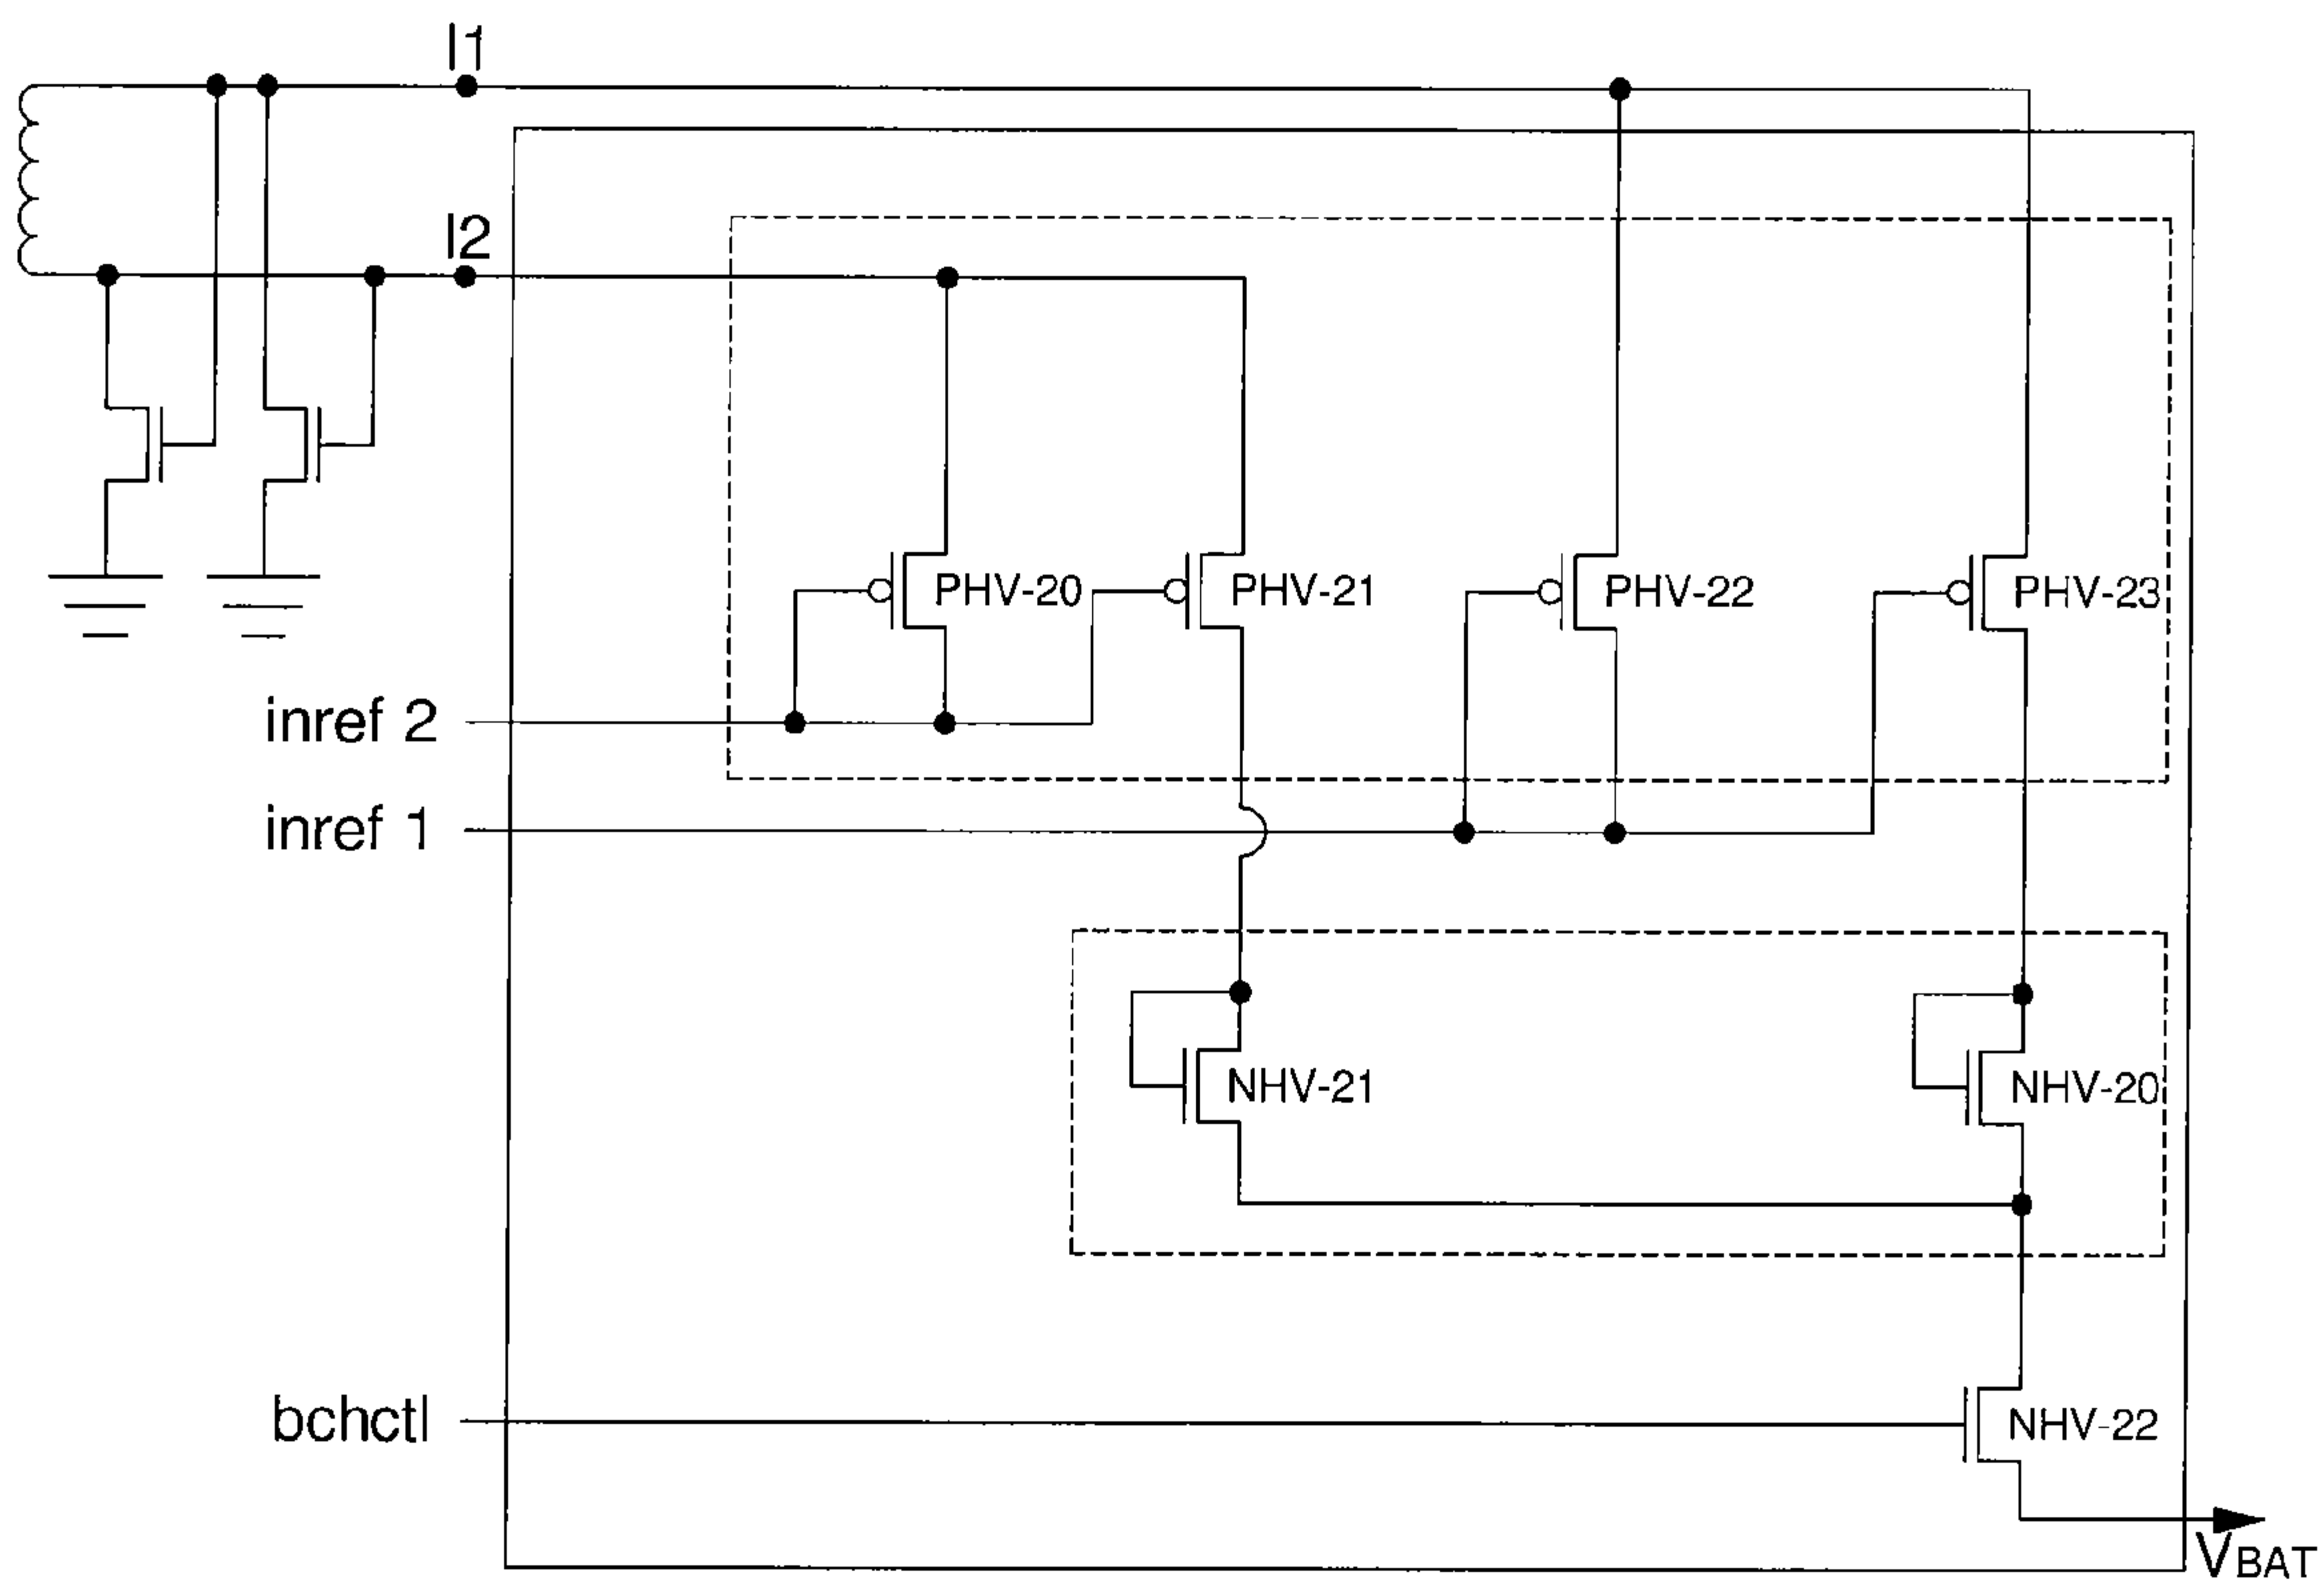 I1
I2
PHV-20
PHV-21
PHV-22
PHV-23
inref 2
inref 1
NHV-21
NHV-20
bchctl
NHV-22
VBAT